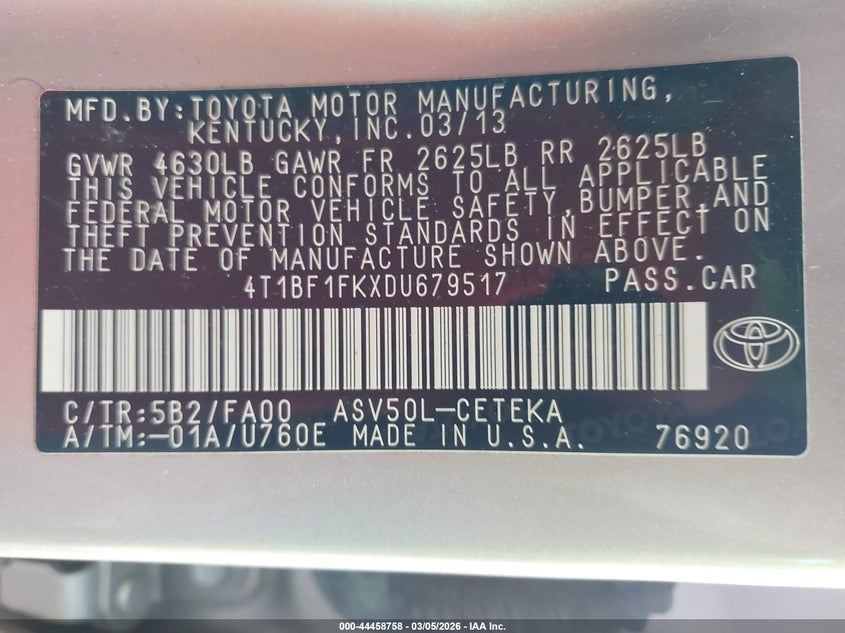 MFD.BY:TOYOTA MOTOR MANUFACTURING,
KENTUCKY,INC.03/13
GVWR 4630LB GAWR FR 2625LB RR 2625LB
THIS VEHICLE CONFORMS TO ALL APPLICABLE
FEDERAL MOTOR VEHICLE SAFETY,BUMPER,AND
THEFT PREVENTION STANDARDS IN EFFECT ON
THE DATE OF MANUFACTURE SHOWN ABOVE.
4T1BF1FKXDU679517 PASS.CAR
C/TR:5B2/FA00 ASV50L-CETEKA
A/TM:-01A/U760E MADE IN U.S.A. 76920
000-44458758 - 03/05/2026 - IAA Inc.